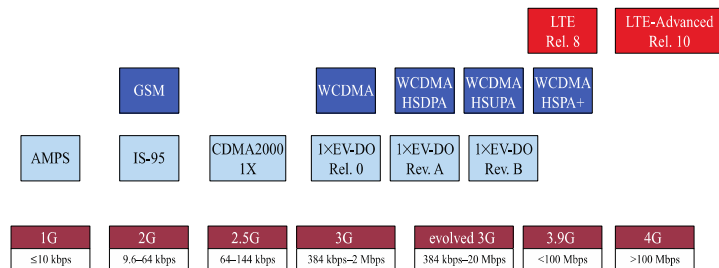 LTE
Rel. 8
LTE-Advanced
Rel. 10
GSM
WCDMA
WCDMA
HSDPA
WCDMA
HSUPA
WCDMA
HSPA+
AMPS
IS-95
CDMA2000
1X
1×EV-DO
Rel. 0
1×EV-DO
Rev. A
1×EV-DO
Rev. B
1G
≤10 kbps
2G
9.6–64 kbps
2.5G
64–144 kbps
3G
384 kbps–2 Mbps
evolved 3G
384 kbps–20 Mbps
3.9G
<100 Mbps
4G
>100 Mbps